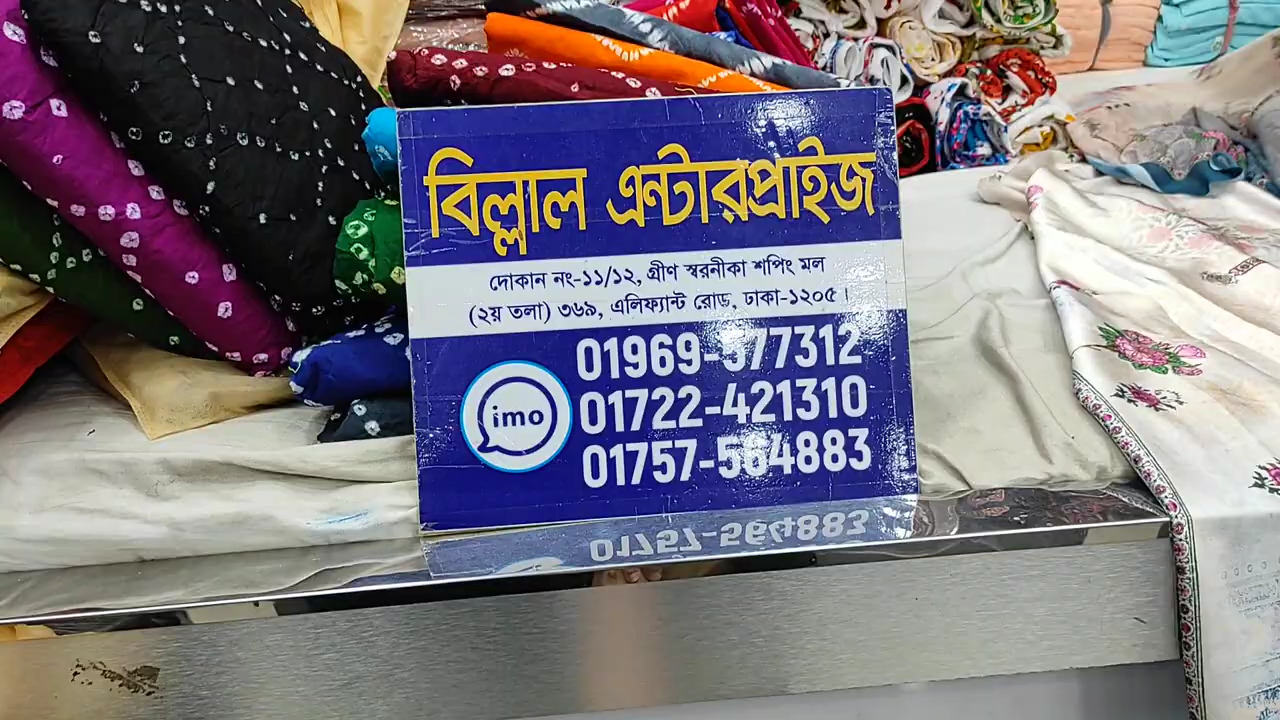 বিল্লাল এন্টারপ্রাইজ
দোকান নং-১১/১২, গ্রীণ স্বরনীকা শপিং মল
(২য় তলা) ৩৬৯, এলিফ্যান্ট রোড, ঢাকা-১২০৫।
01969-577312
imo
01722-421310
01757-564883